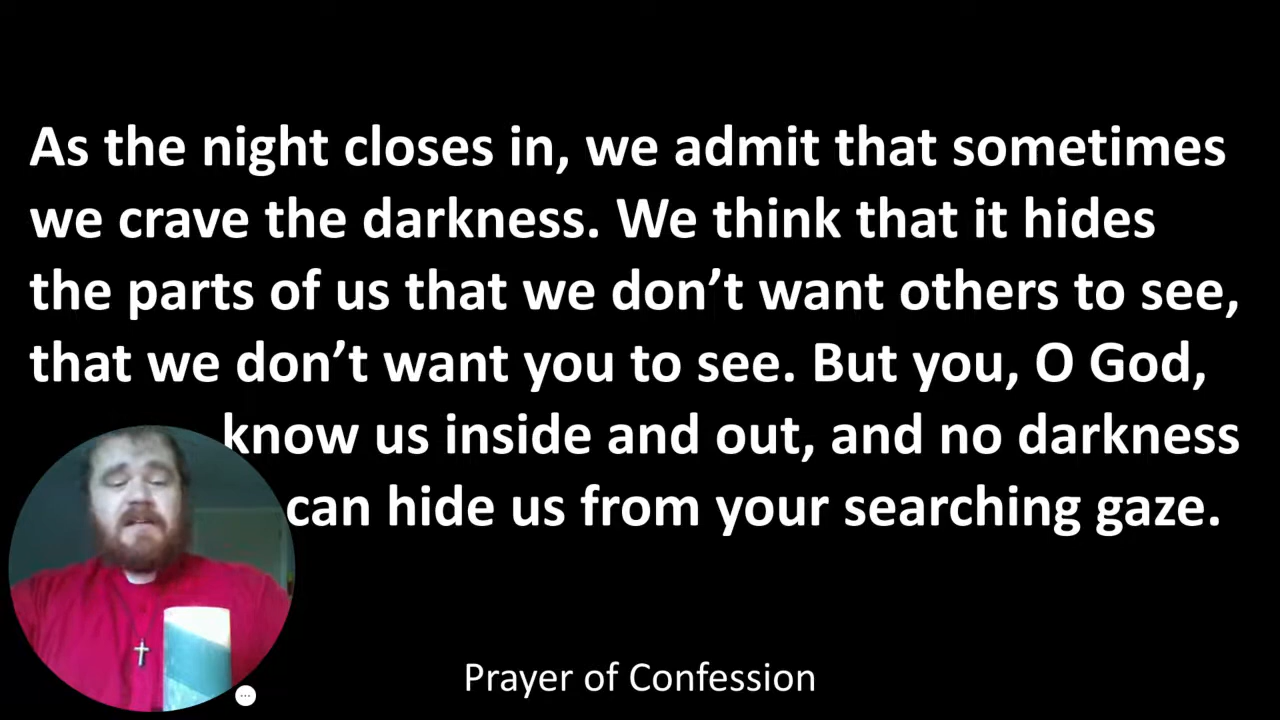 As the night closes in, we admit that sometimes
we crave the darkness. We think that it hides
the parts of us that we don’t want others to see,
that we don’t want you to see. But you, O God,
know us inside and out, and no darkness
can hide us from your searching gaze.
Prayer of Confession